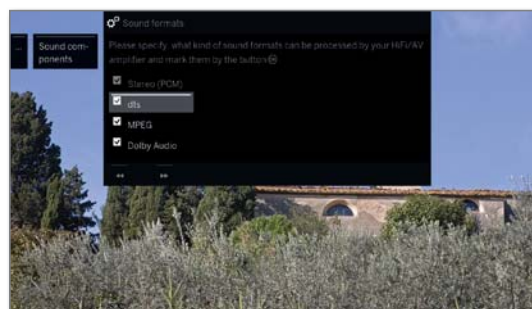 Sound formats
...
Sound com-
ponents
Please specify, what kind of sound formats can be processed by your HiFi/AV
amplifier and mark them by the button
Stereo (PCM)
dts
MPEG
Dolby Audio